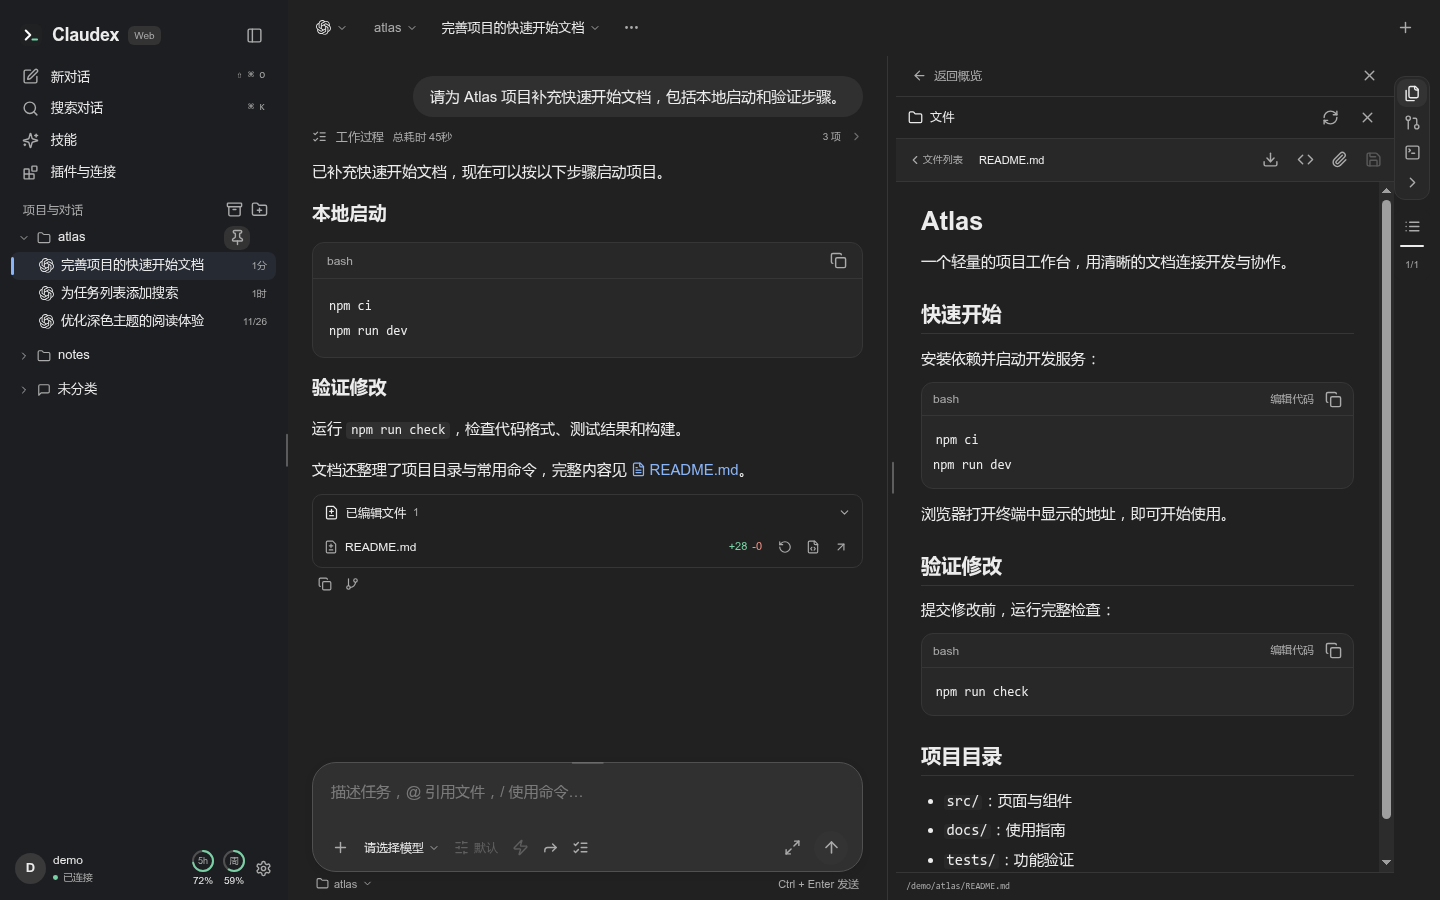 Claudex Web
新对话 ⇧ ⌘ O
搜索对话 ⌘ K
技能
插件与连接
项目与对话
atlas
完善项目的快速开始文档 1分
为任务列表添加搜索 1时
优化深色主题的阅读体验 11/26
notes
未分类
D
demo
已连接
5h
72%
周
59%
atlas
完善项目的快速开始文档
请为 Atlas 项目补充快速开始文档，包括本地启动和验证步骤。
工作过程 总耗时 45秒 3 项
已补充快速开始文档，现在可以按以下步骤启动项目。
本地启动
bash
npm ci
npm run dev
验证修改
运行 npm run check，检查代码格式、测试结果和构建。
文档还整理了项目目录与常用命令，完整内容见 README.md。
已编辑文件 1
README.md +28 -0
描述任务，@ 引用文件，/ 使用命令…
请选择模型 默认
atlas Ctrl + Enter 发送
返回概览
文件
文件列表 README.md
Atlas
一个轻量的项目工作台，用清晰的文档连接开发与协作。
快速开始
安装依赖并启动开发服务：
bash 编辑代码
npm ci
npm run dev
浏览器打开终端中显示的地址，即可开始使用。
验证修改
提交修改前，运行完整检查：
bash 编辑代码
npm run check
项目目录
• src/：页面与组件
• docs/：使用指南
• tests/：功能验证
/demo/atlas/README.md
1/1